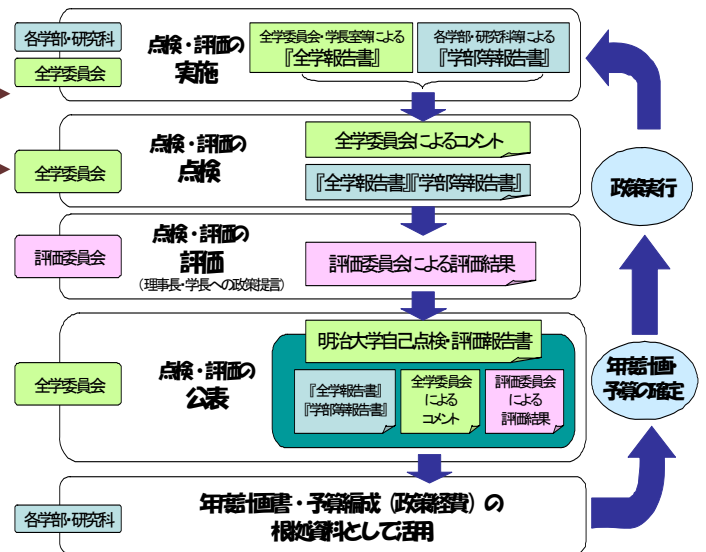 各学部・研究科
全学委員会
点検・評価の
実施
全学委員会・学長室等による
『全学報告書』
各学部・研究科等による
『学部等報告書』
全学委員会
点検・評価の
点検
全学委員会によるコメント
『全学報告書』『学部等報告書』
政策実行
評価委員会
点検・評価の
評価
(理事長・学長への政策提言)
評価委員会による評価結果
全学委員会
点検・評価の
公表
明治大学自己点検・評価報告書
『全学報告書』
『学部等報告書』
全学委員会
による
コメント
評価委員会
による
評価結果
年度計画・
予算の確定
各学部・研究科
年度計画書・予算編成(政策経費)の
根拠資料として活用